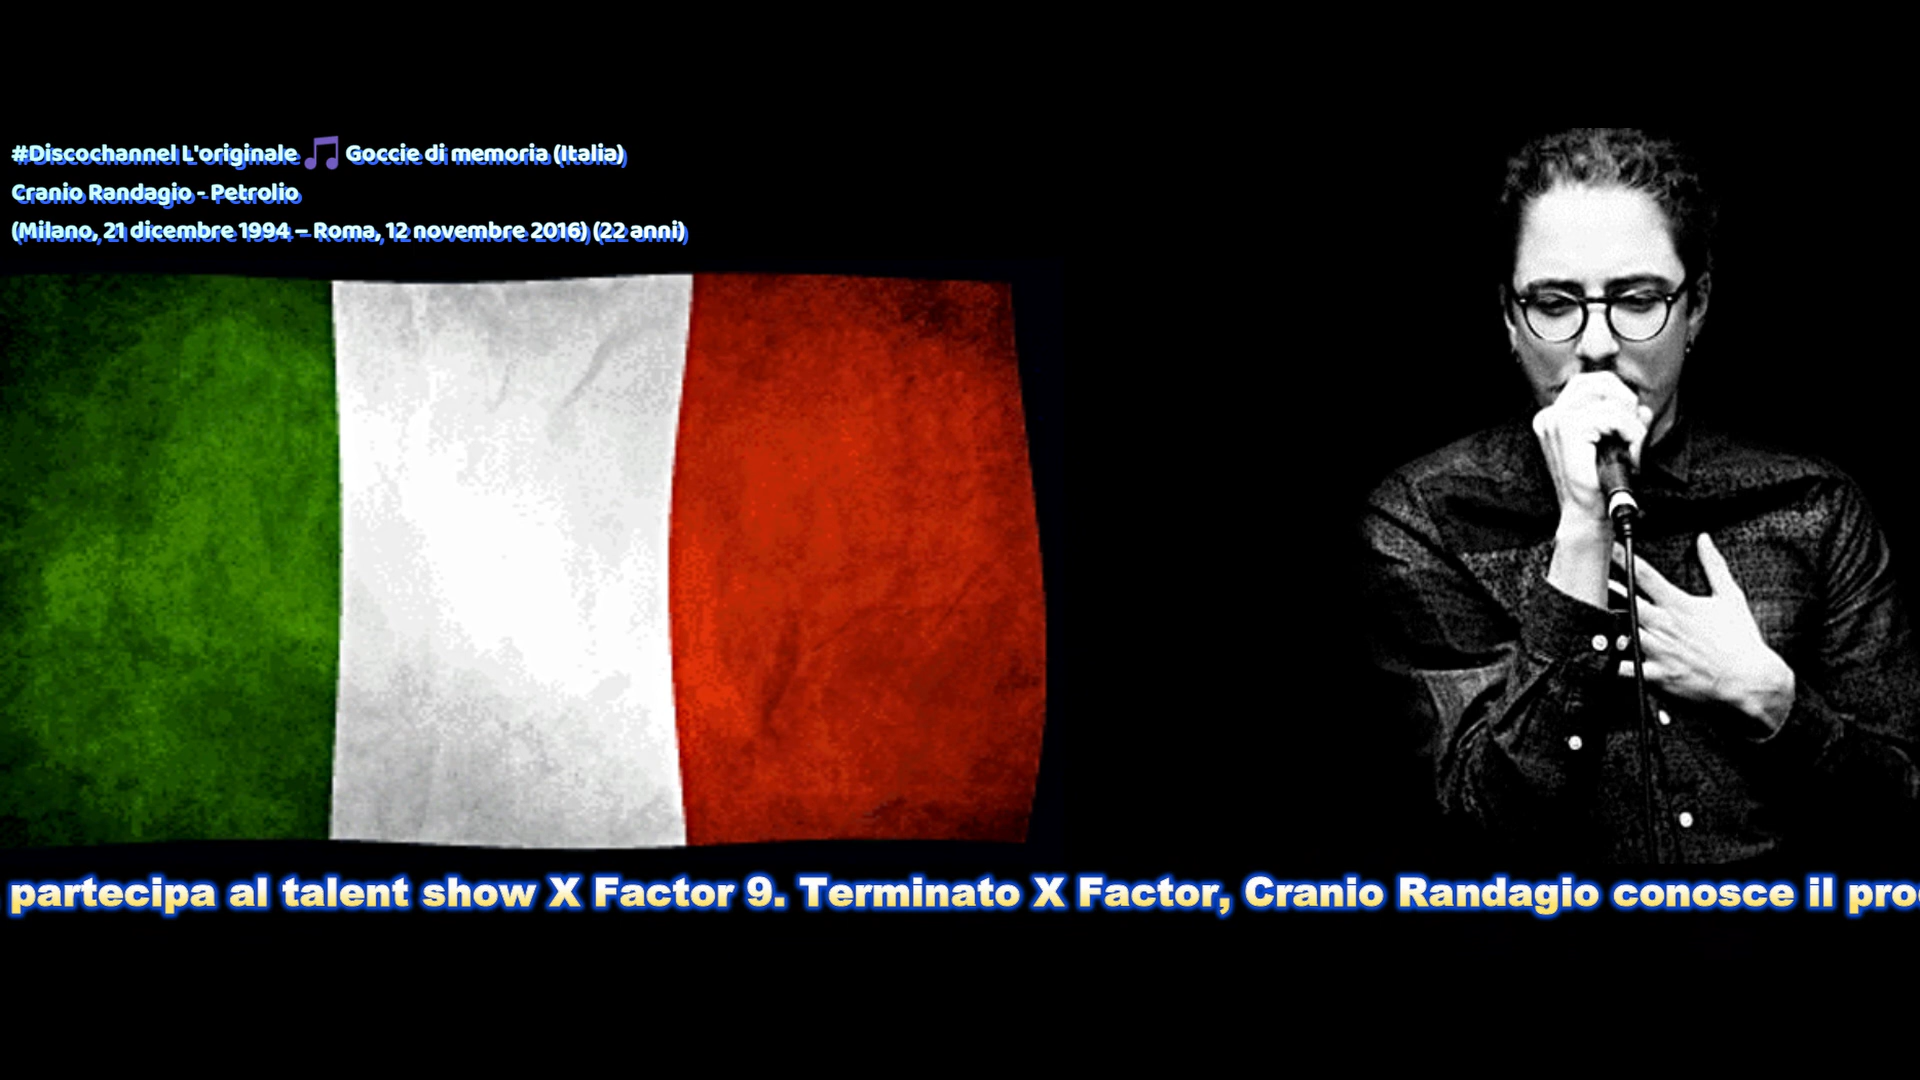 #Discochannel L'originale 🎵 Goccie di memoria (Italia)
Cranio Randagio - Petrolio
(Milano, 21 dicembre 1994 – Roma, 12 novembre 2016) (22 anni)
partecipa al talent show X Factor 9. Terminato X Factor, Cranio Randagio conosce il